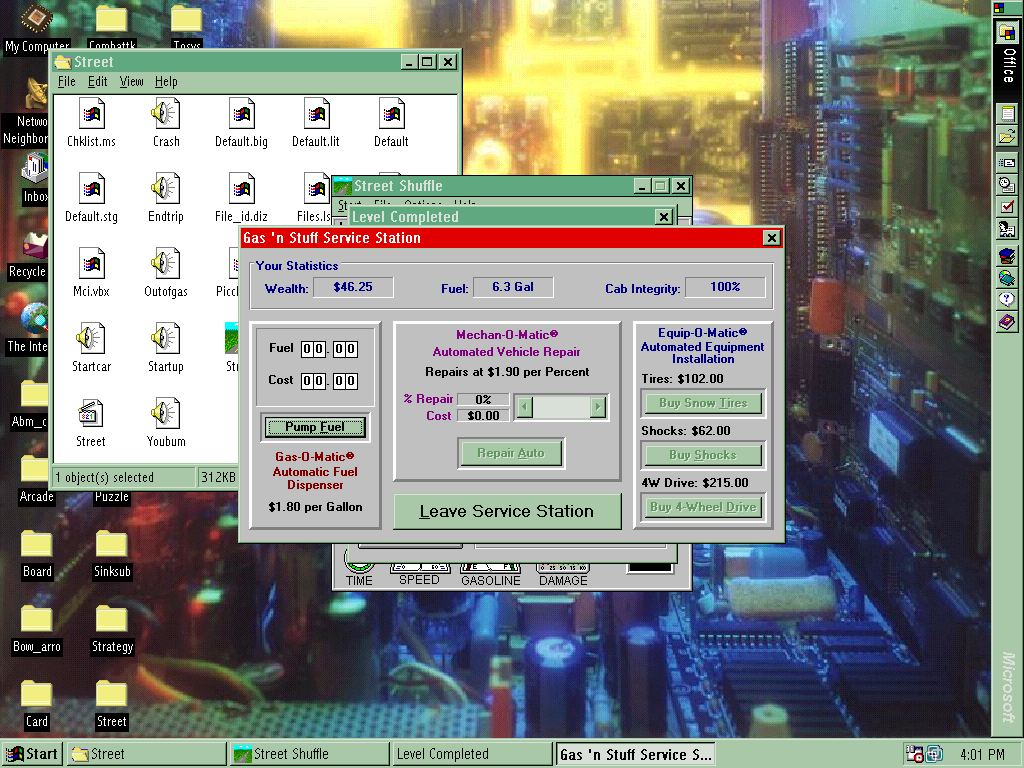 My Computer
Combattk
Tosys
Netwo
Neighbor
Inbox
Recycle
The Inte
Abm_c
Arcade
Puzzle
Board
Sinksub
Bow_arro
Strategy
Card
Street
Street
File Edit View Help
Chklist.ms
Crash
Default.big
Default.lit
Default
Default.stg
Endtrip
File_id.diz
Files.ls
Mci.vbx
Outofgas
Startcar
Startup
Street
Youbum
1 object(s) selected
312KB
Street Shuffle
Start File Options Help
Level Completed
Gas 'n Stuff Service Station
Your Statistics
Wealth: $46.25
Fuel: 6.3 Gal
Cab Integrity: 100%
Fuel 00.00
Cost 00.00
Pump Fuel
Gas-O-Matic®
Automatic Fuel
Dispenser
$1.80 per Gallon
Mechan-O-Matic®
Automated Vehicle Repair
Repairs at $1.90 per Percent
% Repair 0%
Cost $0.00
Repair Auto
Leave Service Station
Equip-O-Matic®
Automated Equipment
Installation
Tires: $102.00
Buy Snow Tires
Shocks: $62.00
Buy Shocks
4W Drive: $215.00
Buy 4-Wheel Drive
TIME
SPEED
GASOLINE
DAMAGE
Office
Microsoft
Start
Street
Street Shuffle
Level Completed
Gas 'n Stuff Service S...
4:01 PM